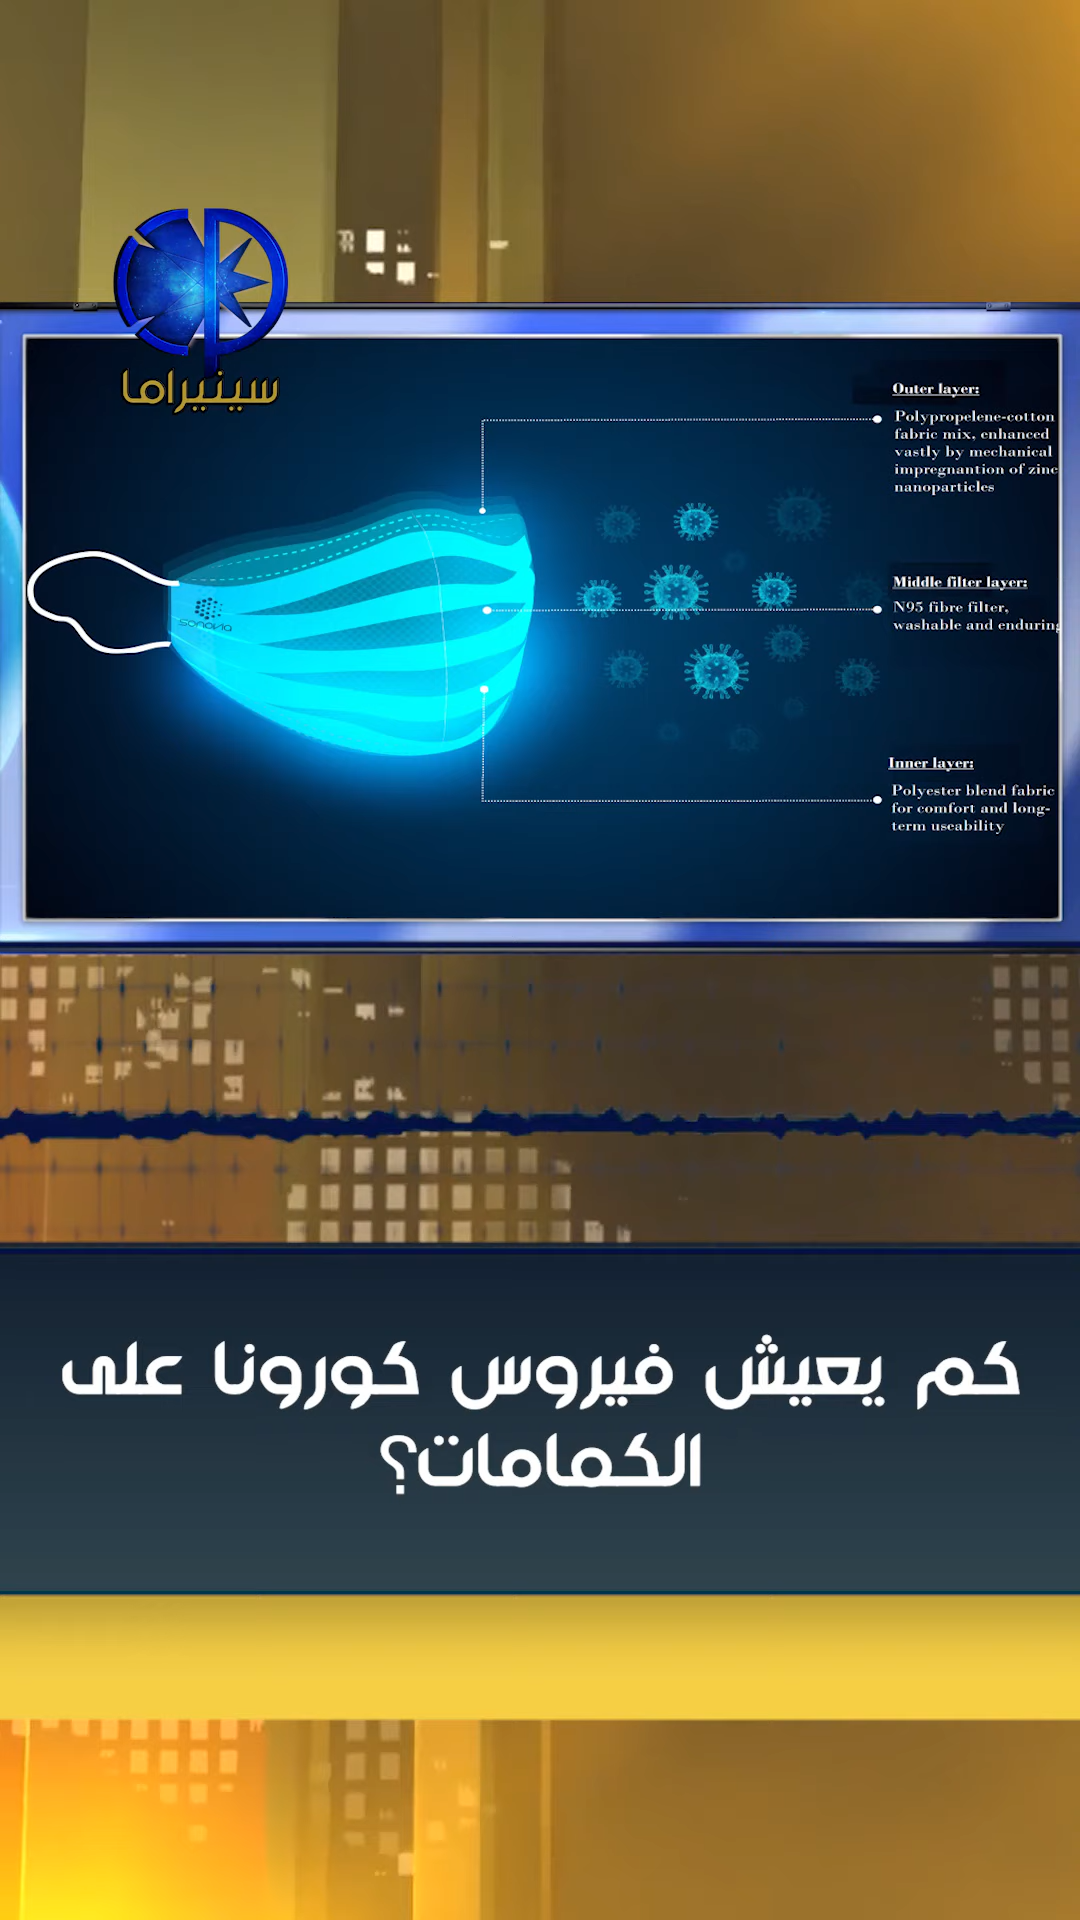 سينيراما
Outer layer:
Polypropelene-cotton
fabric mix, enhanced
vastly by mechanical
impregnantion of zinc
nanoparticles
Middle filter layer:
N95 fibre filter,
washable and enduring
sonovia
Inner layer:
Polyester blend fabric
for comfort and long-
term useability
كم يعيش فيروس كورونا على
الكمامات؟